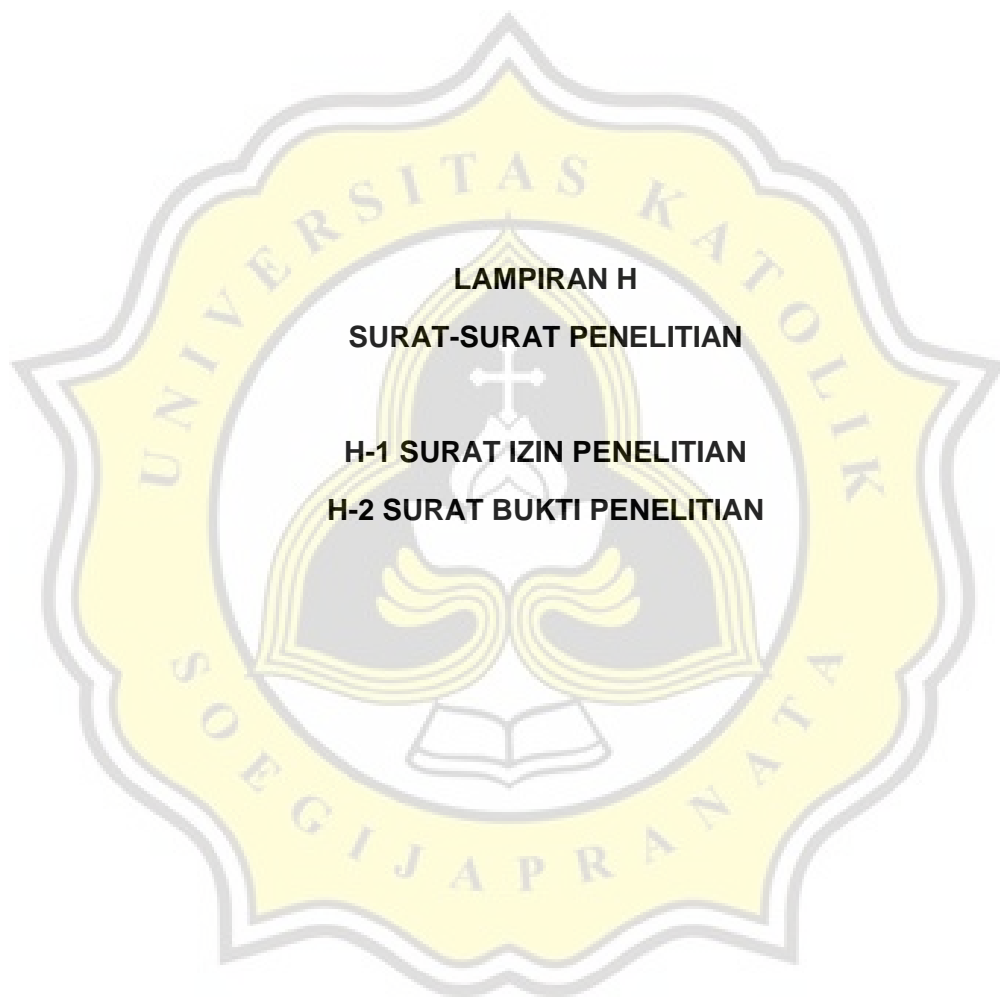 UNIVERSITAS KATOLIK
LAMPIRAN H
SURAT-SURAT PENELITIAN
H-1 SURAT IZIN PENELITIAN
H-2 SURAT BUKTI PENELITIAN
SOEGIJAPRANATA